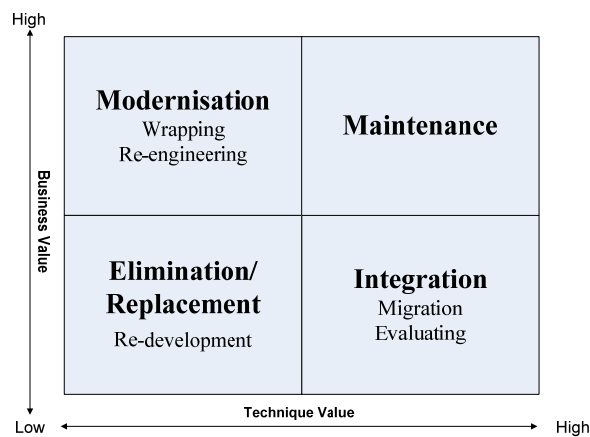 High
Modernisation
Wrapping
Re-engineering
Maintenance
Business Value
Elimination/
Replacement
Re-development
Integration
Migration
Evaluating
Technique Value
Low
High